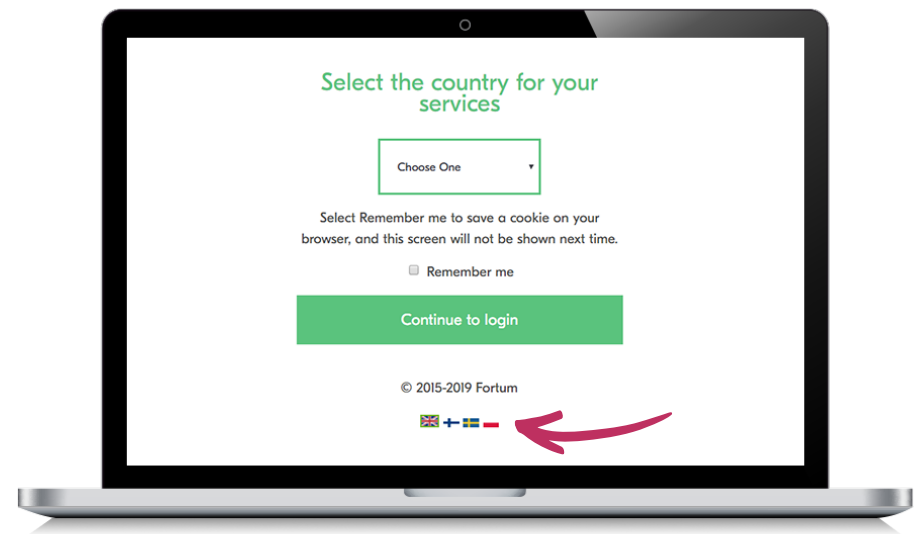 Select the country for your
services
Choose One
Select Remember me to save a cookie on your
browser, and this screen will not be shown next time.
Remember me
Continue to login
© 2015-2019 Fortum